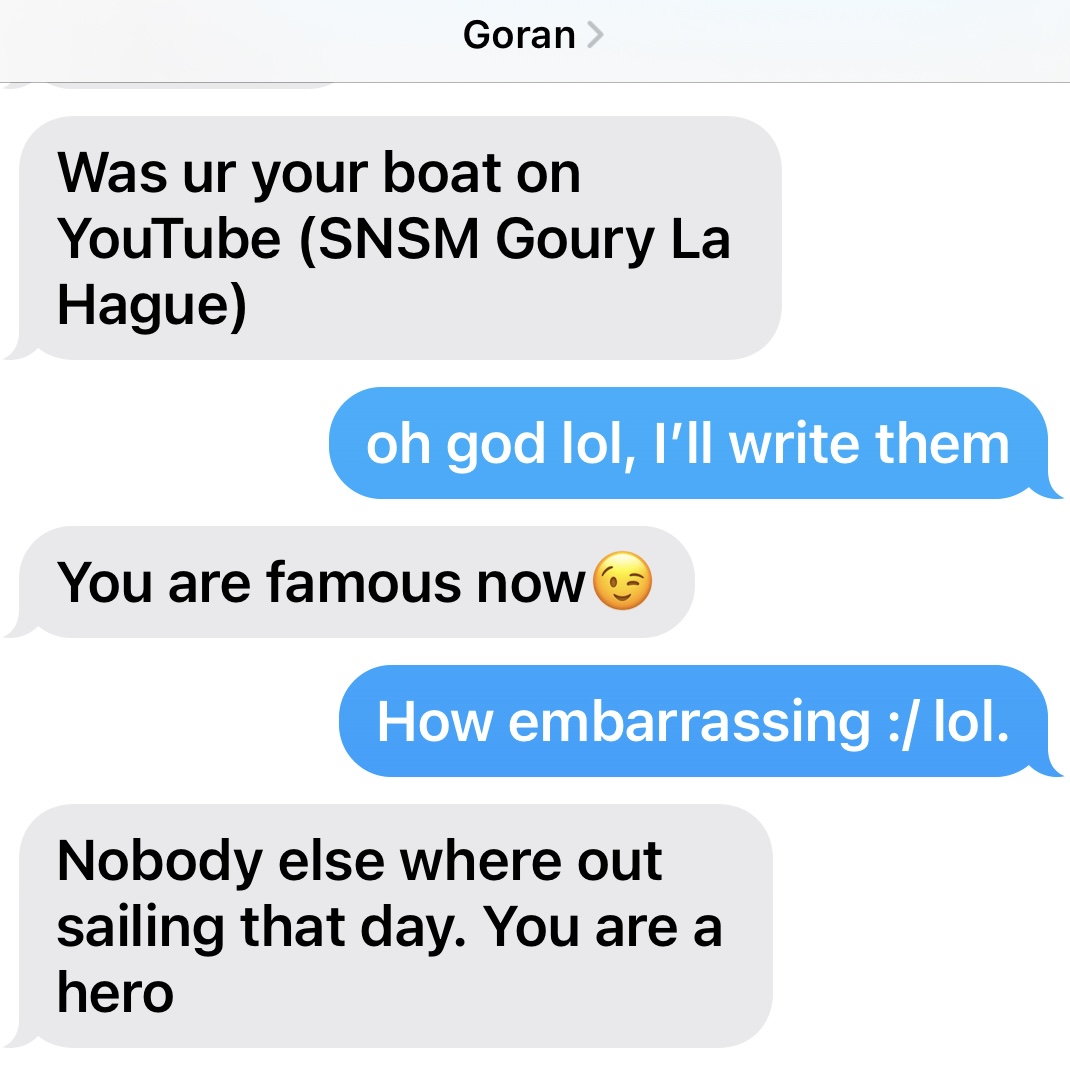 Goran
Was ur your boat on
YouTube (SNSM Goury La
Hague)
oh god lol, I’ll write them
You are famous now😉
How embarrassing :/ lol.
Nobody else where out
sailing that day. You are a
hero